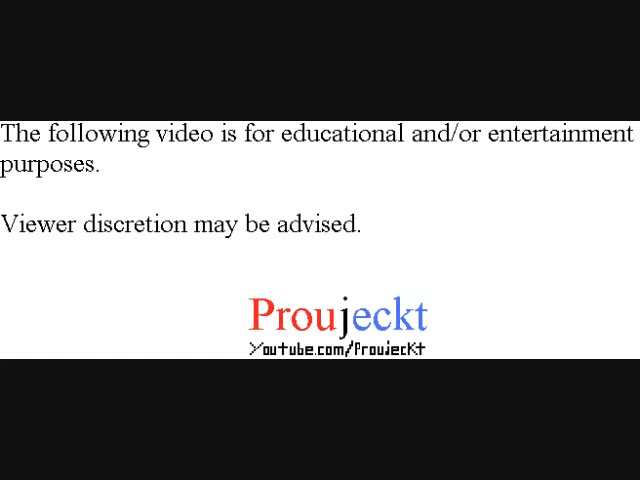 The following video is for educational and/or entertainment
purposes.
Viewer discretion may be advised.
Proujeckt
Youtube.com/Proujeckt